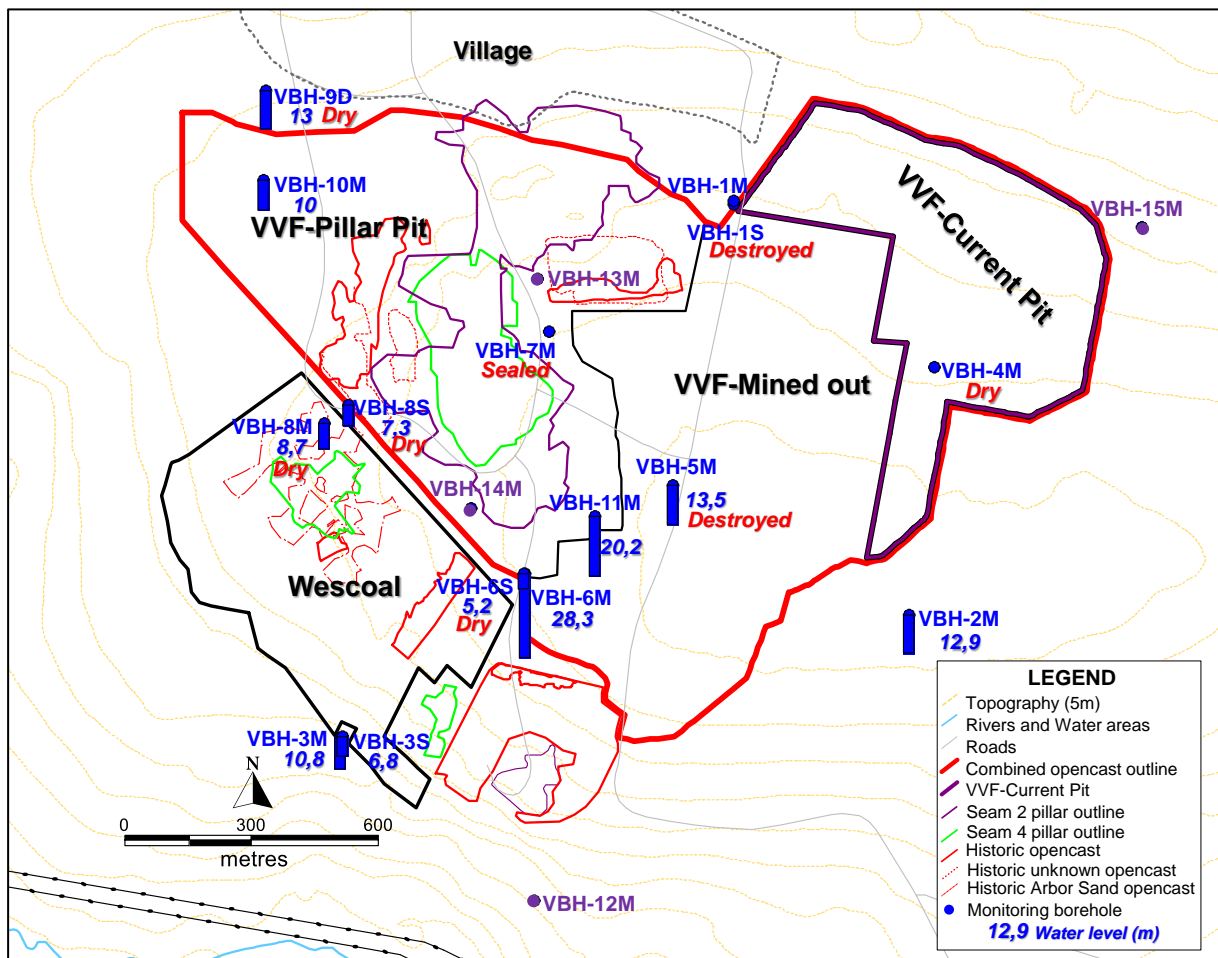 Village
VBH-9D
13 Dry
VBH-10M
10
VVF-Pillar Pit
VBH-1M
VBH-1S
Destroyed
VVF-Current Pit
VBH-15M
VBH-13M
VBH-7M
Sealed
VVF-Mined out
VBH-4M
Dry
VBH-8S
7,3
Dry
VBH-8M
8,7
Dry
VBH-14M
VBH-11M
20,2
VBH-5M
13,5
Destroyed
Wescoal
VBH-6S
5,2
Dry
VBH-6M
28,3
VBH-2M
12,9
VBH-3M
10,8
VBH-3S
6,8
N
0 300 600
metres
VBH-12M
LEGEND
Topography (5m)
Rivers and Water areas
Roads
Combined opencast outline
VVF-Current Pit
Seam 2 pillar outline
Seam 4 pillar outline
Historic opencast
Historic unknown opencast
Historic Arbor Sand opencast
Monitoring borehole
12,9 Water level (m)